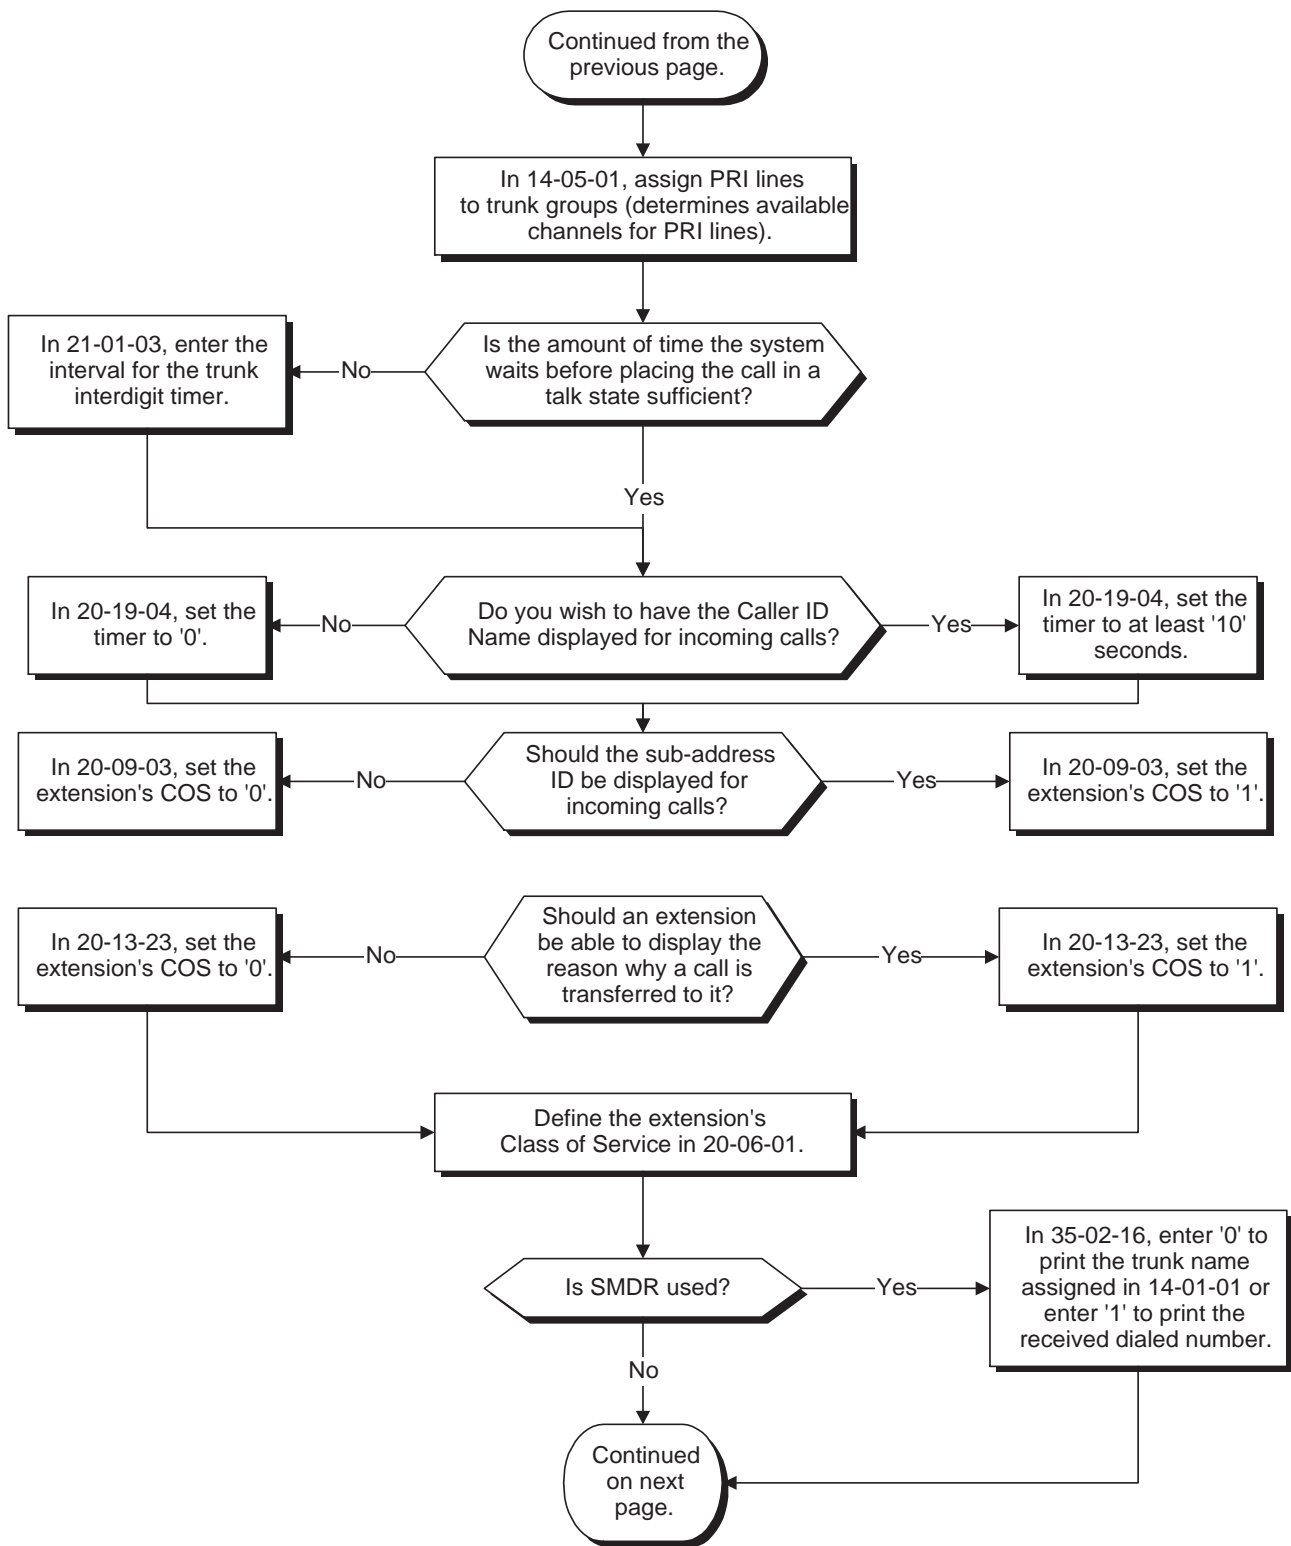 Continued from the
previous page.
In 14-05-01, assign PRI lines
to trunk groups (determines available
channels for PRI lines).
Is the amount of time the system
waits before placing the call in a
talk state sufficient?
No
In 21-01-03, enter the
interval for the trunk
interdigit timer.
Yes
Do you wish to have the Caller ID
Name displayed for incoming calls?
No
In 20-19-04, set the
timer to '0'.
Yes
In 20-19-04, set the
timer to at least '10'
seconds.
Should the sub-address
ID be displayed for
incoming calls?
No
In 20-09-03, set the
extension's COS to '0'.
Yes
In 20-09-03, set the
extension's COS to '1'.
Should an extension
be able to display the
reason why a call is
transferred to it?
No
In 20-13-23, set the
extension's COS to '0'.
Yes
In 20-13-23, set the
extension's COS to '1'.
Define the extension's
Class of Service in 20-06-01.
Is SMDR used?
Yes
In 35-02-16, enter '0' to
print the trunk name
assigned in 14-01-01 or
enter '1' to print the
received dialed number.
No
Continued
on next
page.